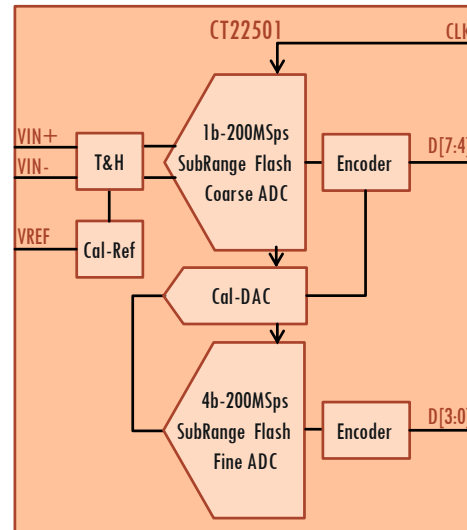 CT22501
CLK
VIN+
VIN-
VREF
T&H
Cal-Ref
1b-200MSps
SubRange Flash
Coarse ADC
Encoder
D[7:4]
Cal-DAC
4b-200MSps
SubRange Flash
Fine ADC
Encoder
D[3:0]